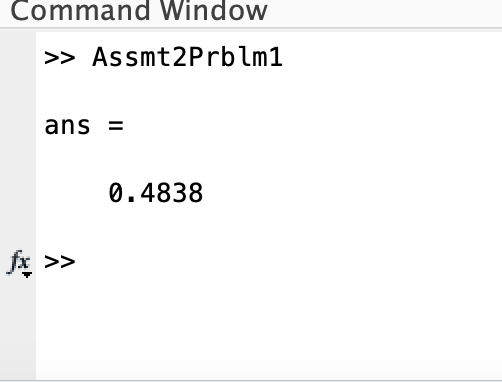 Command Window
>> Assmt2Prblm1
ans =
0.4838
fx >>